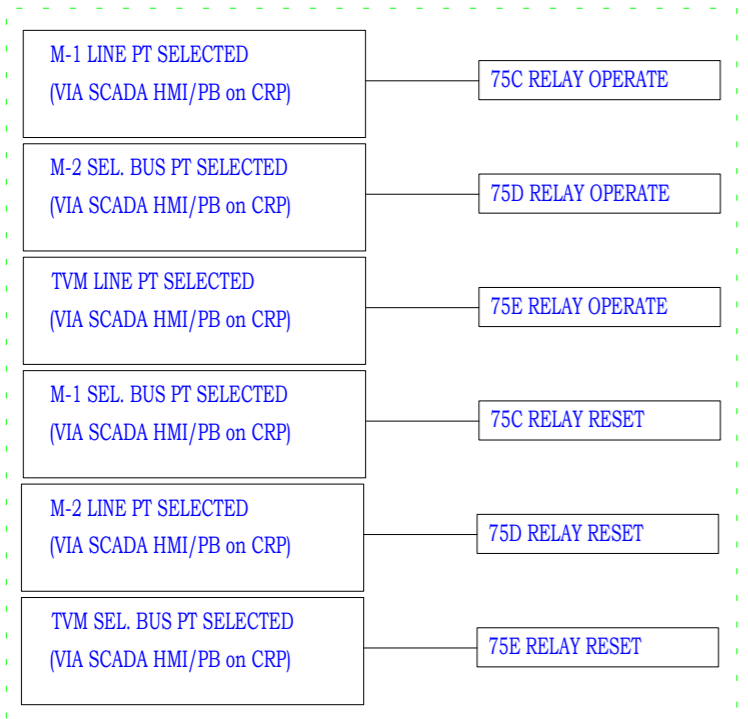 M-1 LINE PT SELECTED
(VIA SCADA HMI/PB on CRP)
75C RELAY OPERATE
M-2 SEL. BUS PT SELECTED
(VIA SCADA HMI/PB on CRP)
75D RELAY OPERATE
TVM LINE PT SELECTED
(VIA SCADA HMI/PB on CRP)
75E RELAY OPERATE
M-1 SEL. BUS PT SELECTED
(VIA SCADA HMI/PB on CRP)
75C RELAY RESET
M-2 LINE PT SELECTED
(VIA SCADA HMI/PB on CRP)
75D RELAY RESET
TVM SEL. BUS PT SELECTED
(VIA SCADA HMI/PB on CRP)
75E RELAY RESET